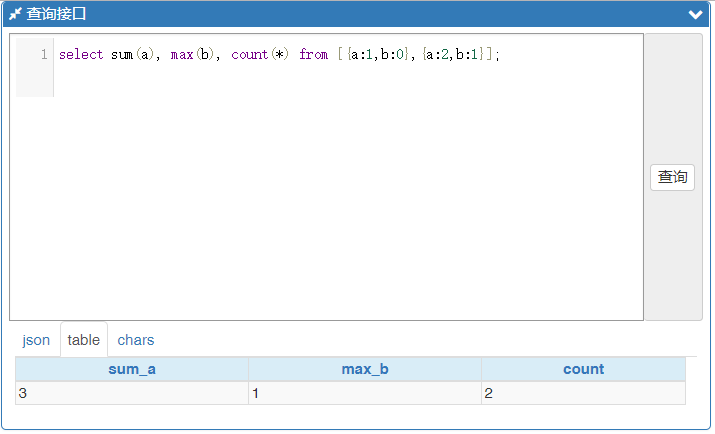 查询接口
1 select sum(a), max(b), count(*) from [{a:1,b:0},{a:2,b:1}];
查询
json table chars
sum_a max_b count
3 1 2